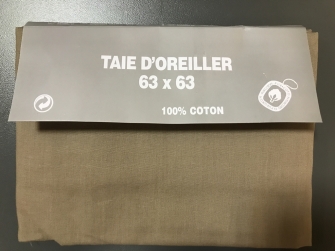 TAIE D'OREILLER
63 x 63
100% COTON